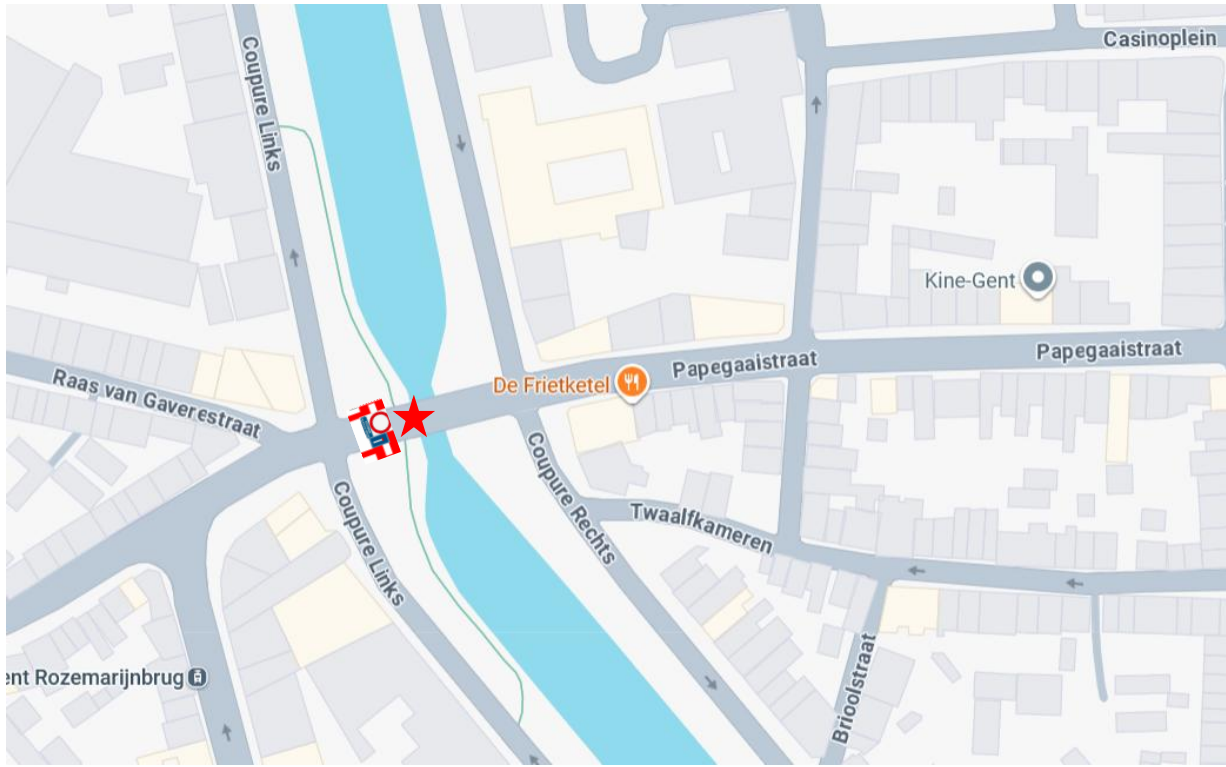 Casinoplein
Coupure Links
Kine-Gent
Papegaaistraat
Papegaaistraat
De Frietketel
Raas van Gaverestraat
Coupure Links
Coupure Rechts
Twaalfkameren
ent Rozemarijnbrug
Brioolstraat